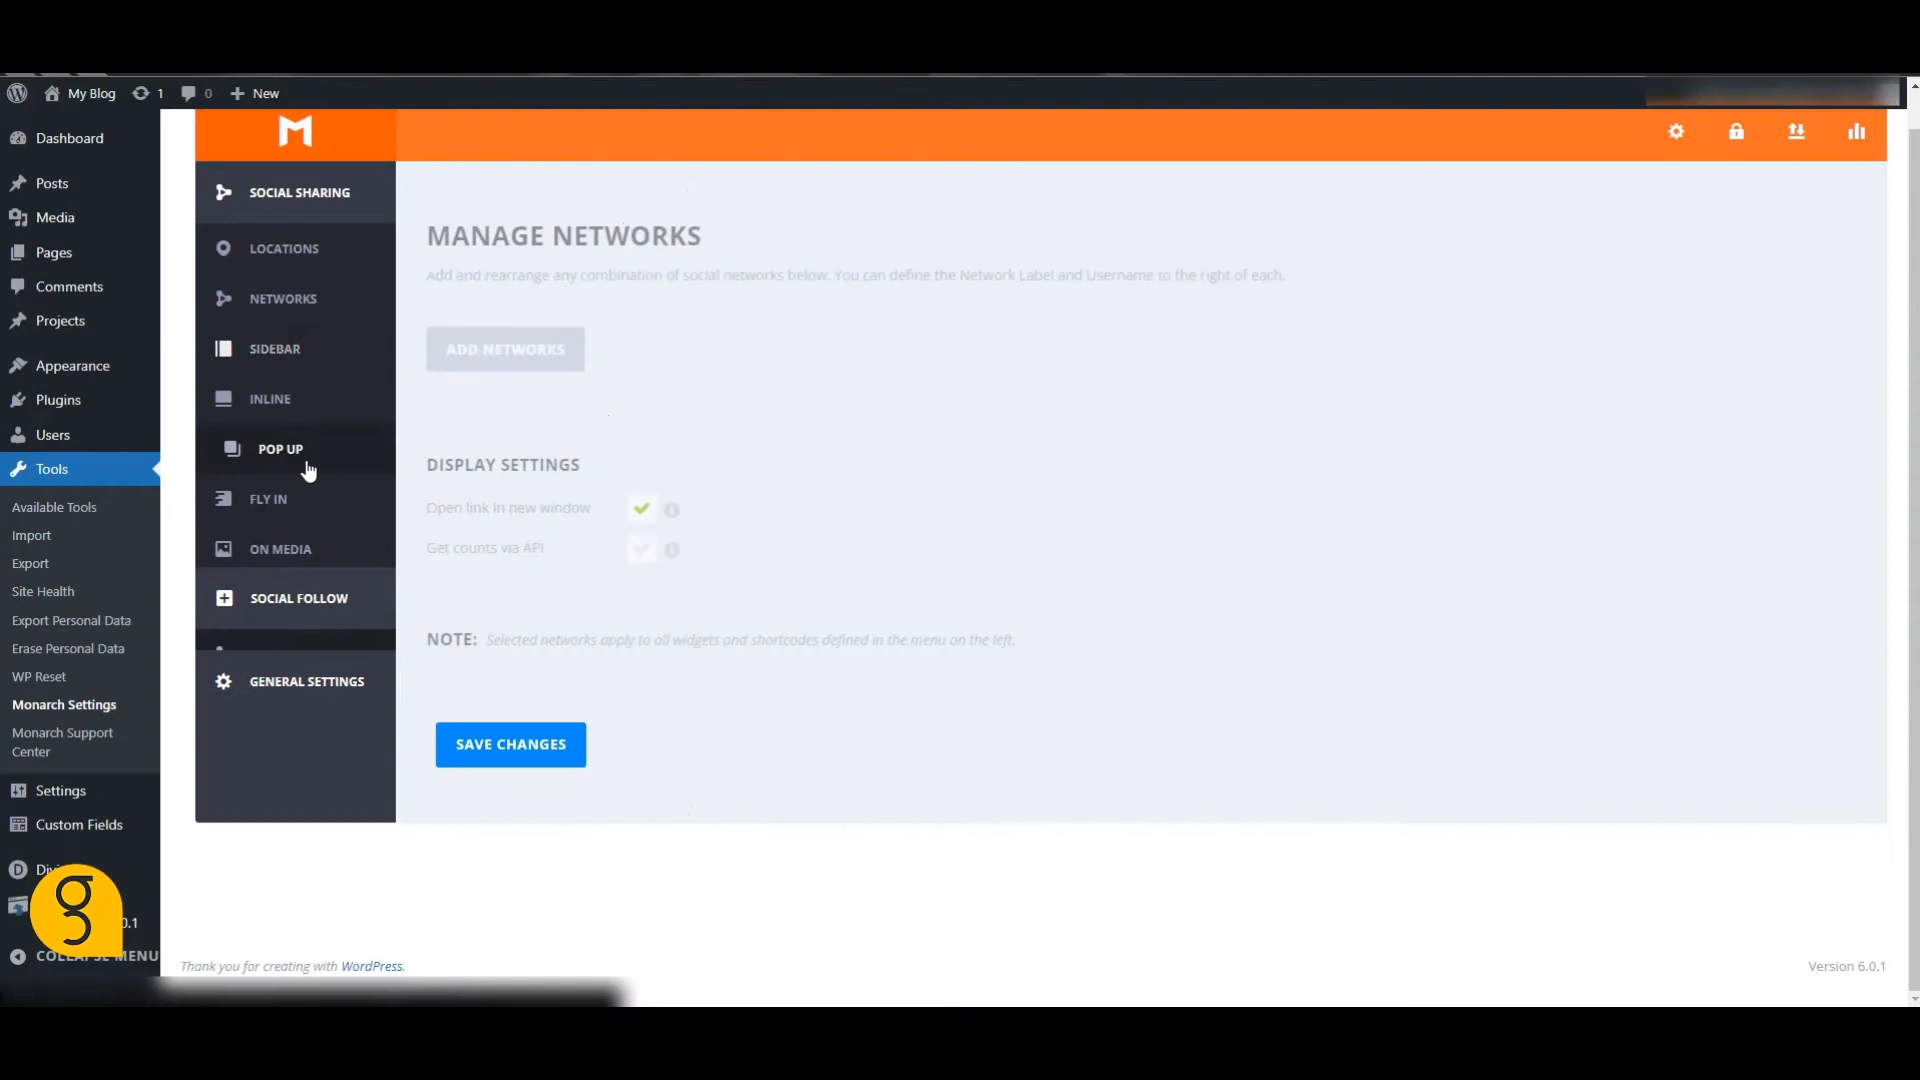 My Blog 1 0 New
Dashboard
Posts
Media
Pages
Comments
Projects
Appearance
Plugins
Users
Tools
Available Tools
Import
Export
Site Health
Export Personal Data
Erase Personal Data
WP Reset
Monarch Settings
Monarch Support
Center
Settings
Custom Fields
0.1
COLLAPSE MENU
SOCIAL SHARING
LOCATIONS
NETWORKS
SIDEBAR
INLINE
POP UP
FLY IN
ON MEDIA
SOCIAL FOLLOW
GENERAL SETTINGS
MANAGE NETWORKS
Add and rearrange any combination of social networks below. You can define the Network Label and Username to the right of each.
ADD NETWORKS
DISPLAY SETTINGS
Open link in new window
Get counts via API
NOTE: Selected networks apply to all widgets and shortcodes defined in the menu on the left.
SAVE CHANGES
Thank you for creating with WordPress.
Version 6.0.1